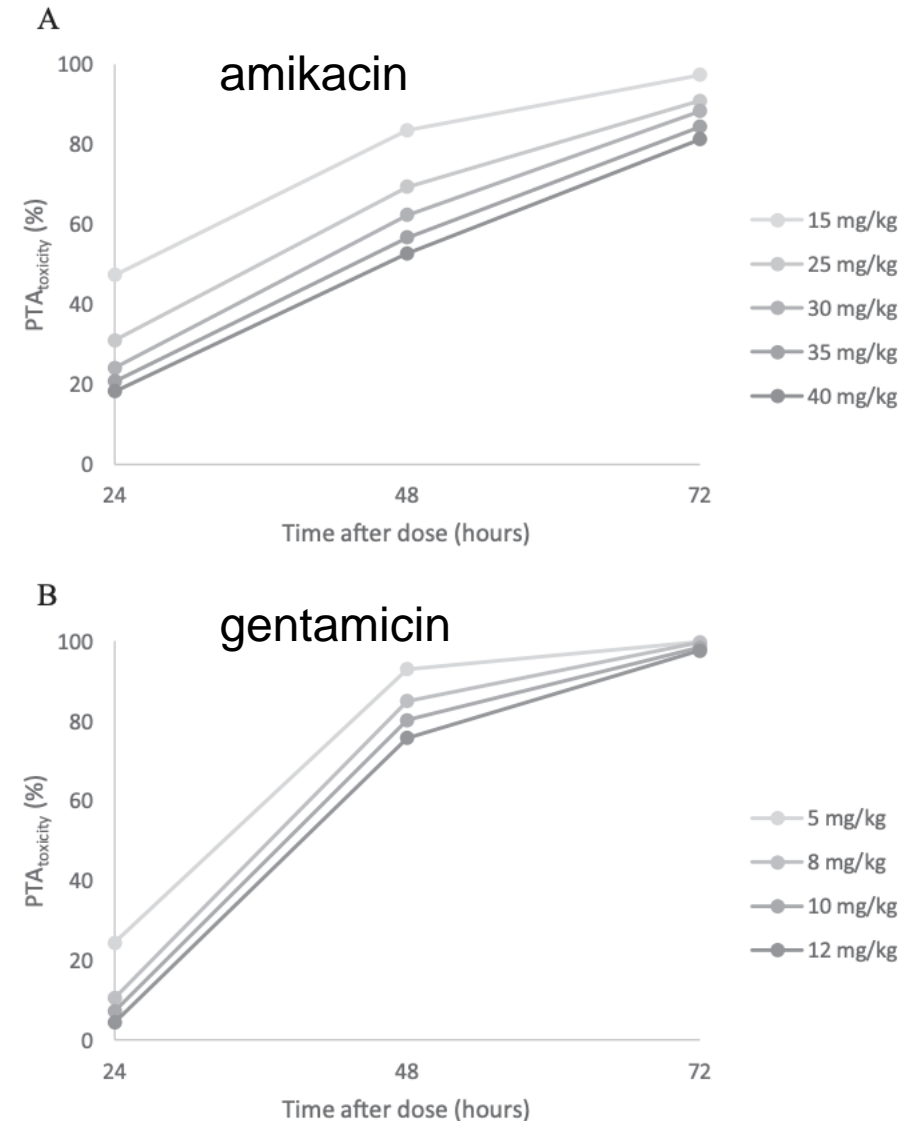 A
amikacin
100
80
60
40
20
0
PTAtoxicity (%)
24 48 72
Time after dose (hours)
15 mg/kg
25 mg/kg
30 mg/kg
35 mg/kg
40 mg/kg
B
gentamicin
100
80
60
40
20
0
PTAtoxicity (%)
24 48 72
Time after dose (hours)
5 mg/kg
8 mg/kg
10 mg/kg
12 mg/kg